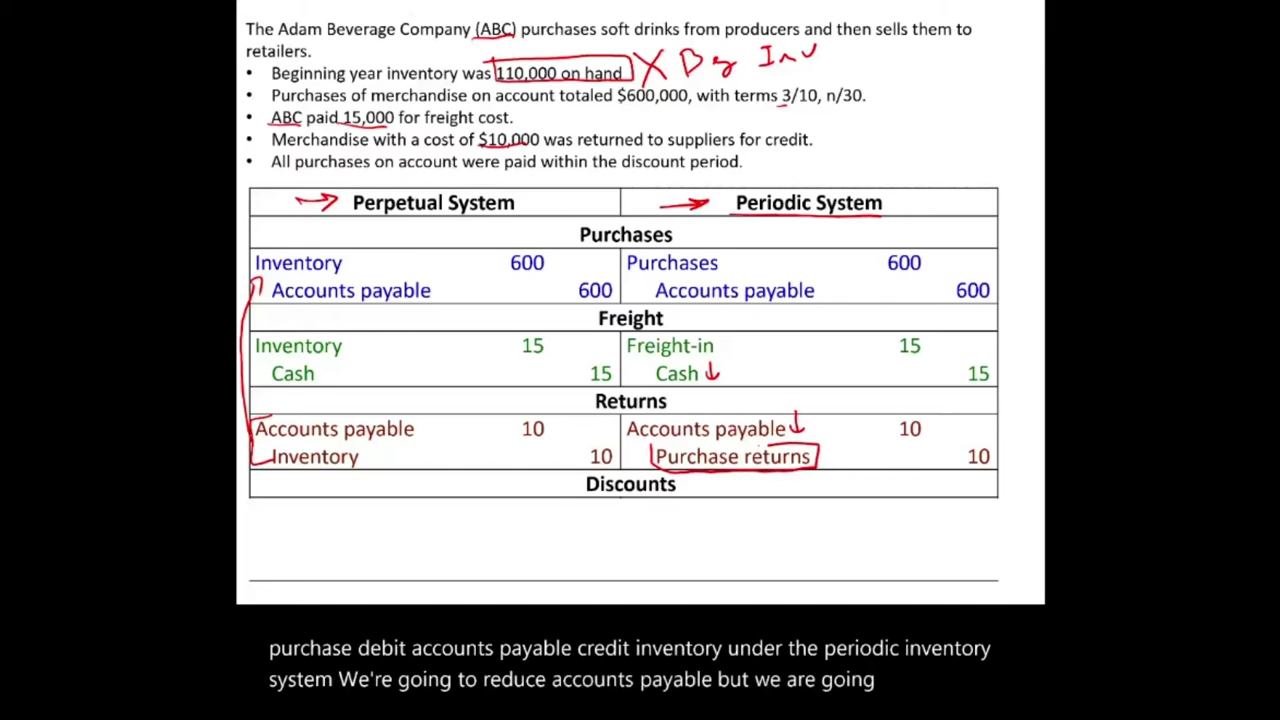 The Adam Beverage Company (ABC) purchases soft drinks from producers and then sells them to
retailers.
• Beginning year inventory was 110,000 on hand X Beg Inv
• Purchases of merchandise on account totaled $600,000, with terms 3/10, n/30.
• ABC paid 15,000 for freight cost.
• Merchandise with a cost of $10,000 was returned to suppliers for credit.
• All purchases on account were paid within the discount period.
Perpetual System Periodic System
Purchases
Inventory 600 Purchases 600
Accounts payable 600 Accounts payable 600
Freight
Inventory 15 Freight-in 15
Cash 15 Cash 15
Returns
Accounts payable 10 Accounts payable 10
Inventory 10 Purchase returns 10
Discounts
purchase debit accounts payable credit inventory under the periodic inventory
system We're going to reduce accounts payable but we are going